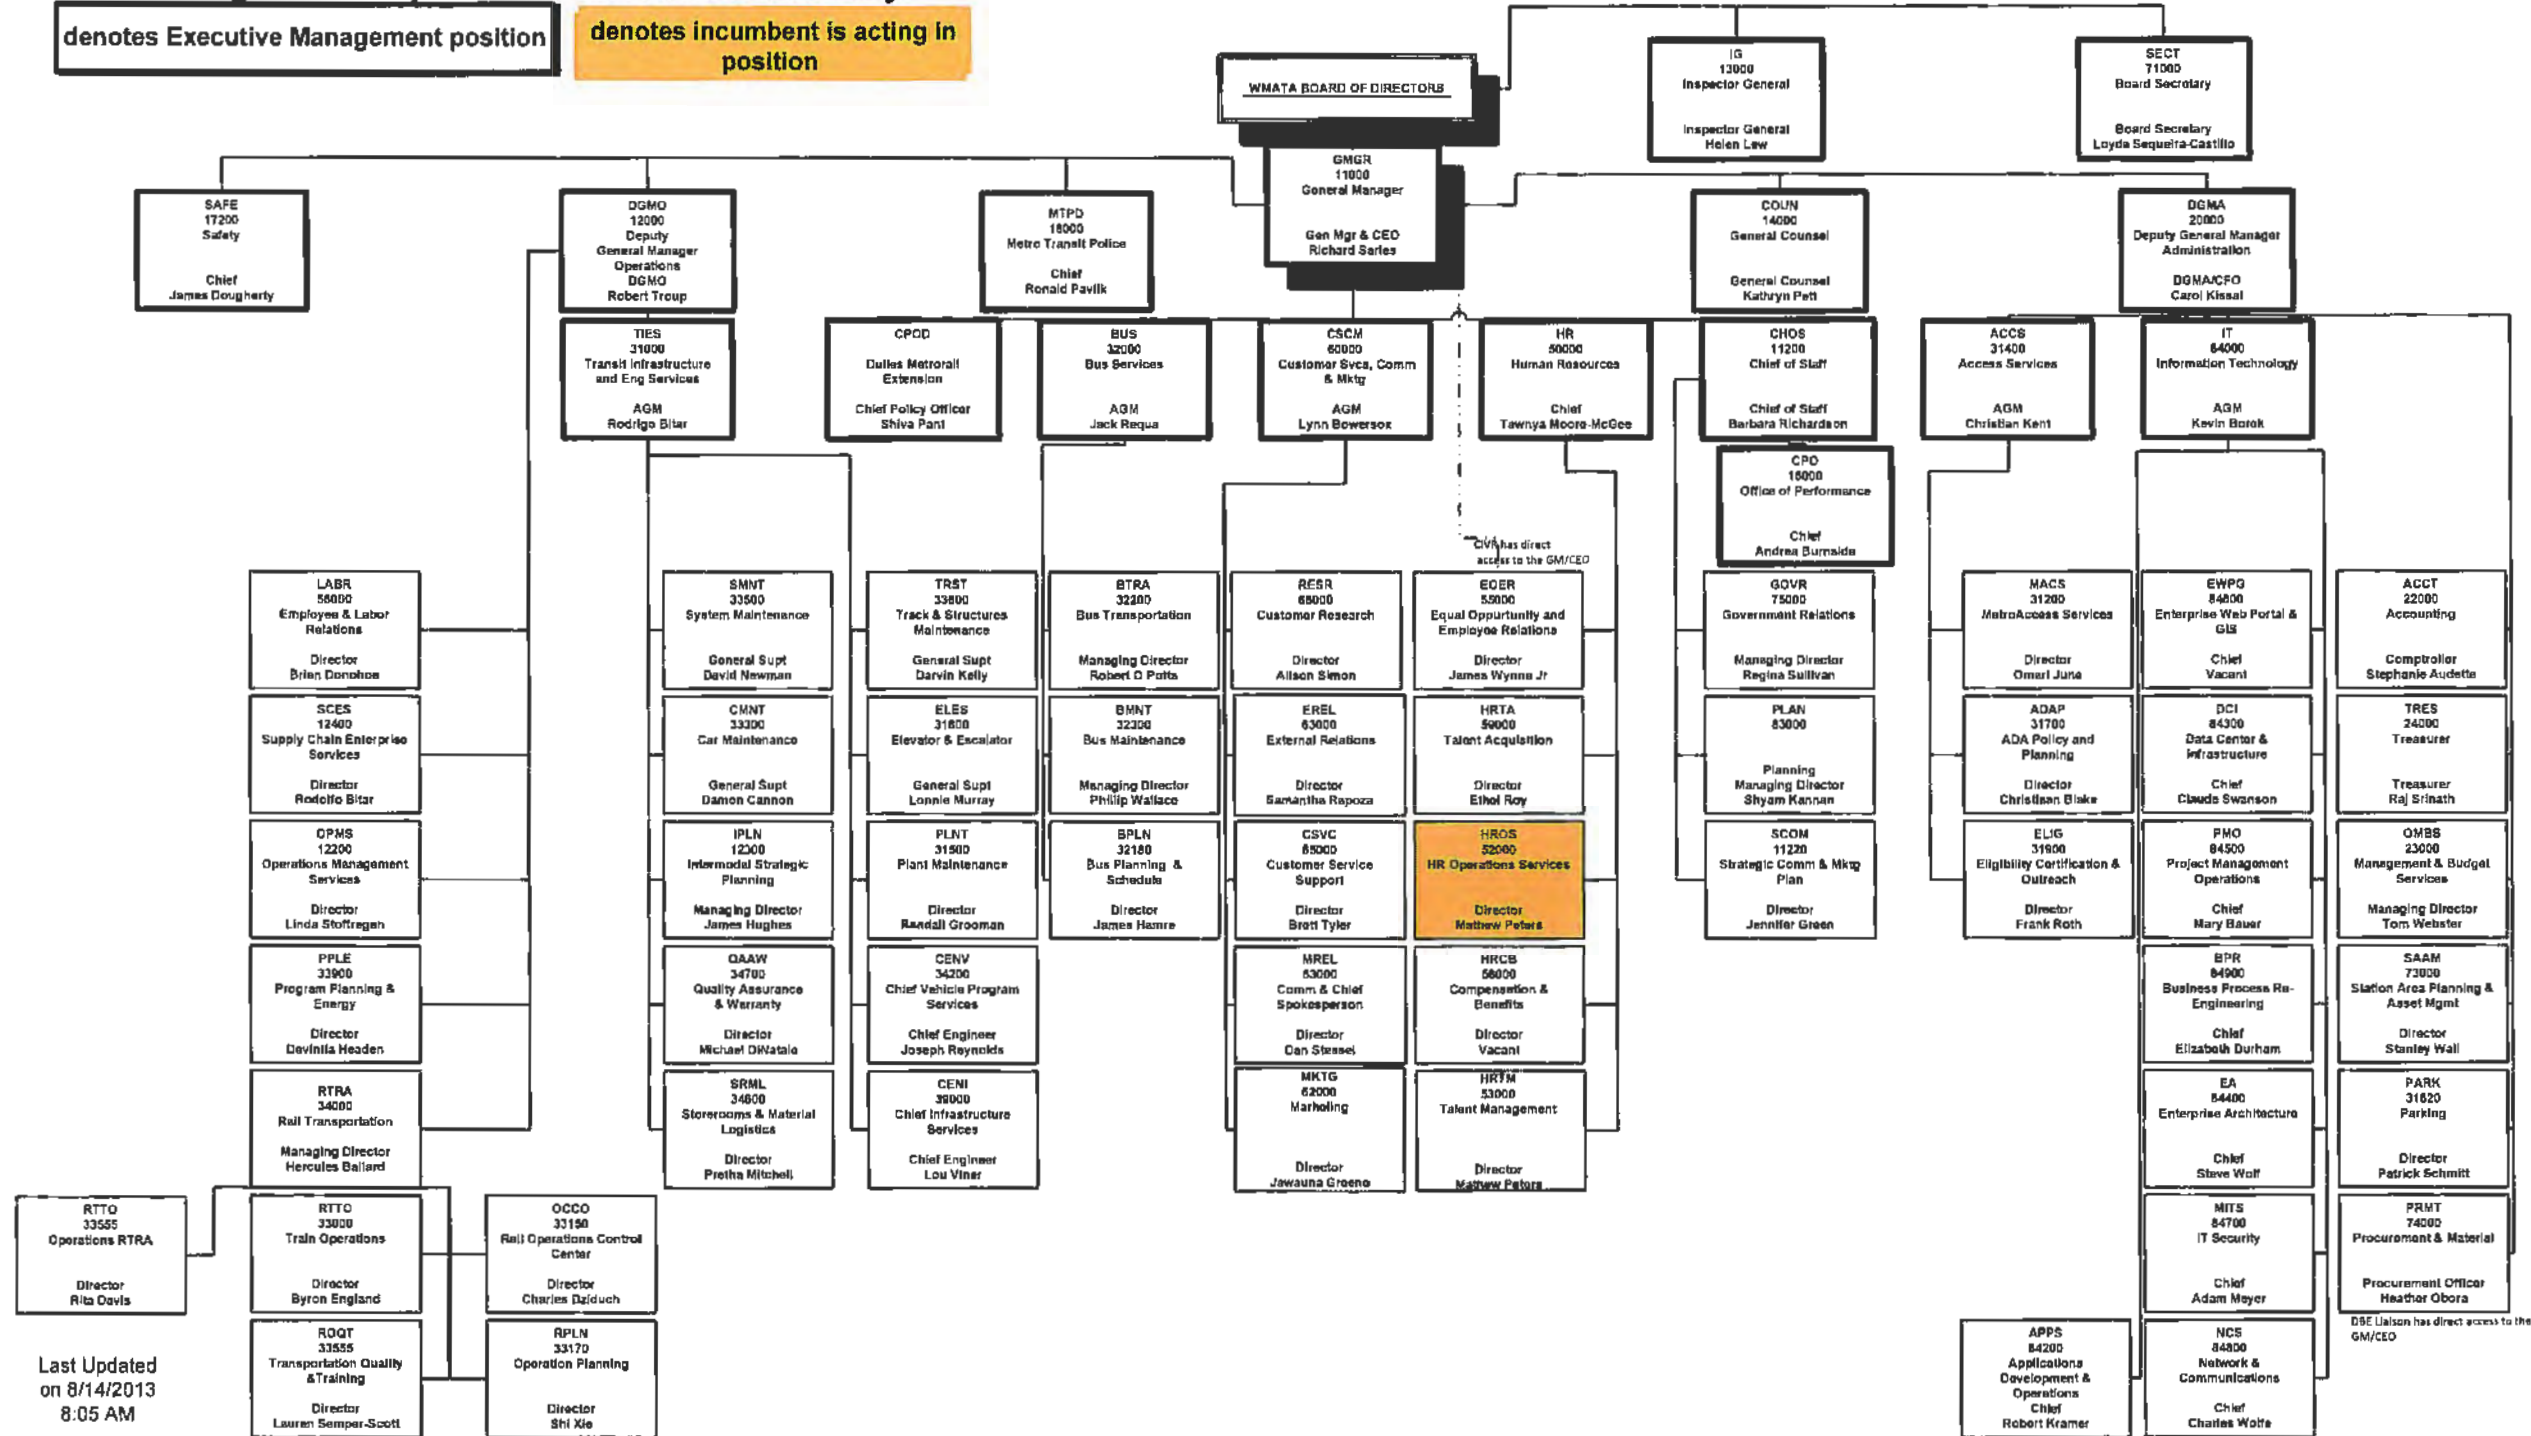 denotes Executive Management position
denotes incumbent is acting in
position
WMATA BOARD OF DIRECTORS
IG
13000
Inspector General
Inspector General
Helen Lew
SECT
71000
Board Secretary
Board Secretary
Loyda Sequeira-Castillo
GMGR
11000
General Manager
Gen Mgr & CEO
Richard Sarles
SAFE
17200
Safety
Chief
James Dougherty
DGMO
12000
Deputy
General Manager
Operations
DGMO
Robert Troup
MTPD
18000
Metro Transit Police
Chief
Ronald Pavlik
COUN
14000
General Counsel
General Counsel
Kathryn Pett
DGMA
20000
Deputy General Manager
Administration
DGMA/CFO
Carol Kissal
TIES
31000
Transit Infrastructure
and Eng Services
AGM
Rodrigo Bitar
CPOD
Dulles Metrorail
Extension
Chief Policy Officer
Shiva Pant
BUS
32000
Bus Services
AGM
Jack Requa
CSCM
60000
Customer Svcs, Comm
& Mktg
AGM
Lynn Bowersox
HR
50000
Human Resources
Chief
Tawnya Moore-McGee
CHOS
11200
Chief of Staff
Chief of Staff
Barbara Richardson
ACCS
31400
Access Services
AGM
Christian Kent
IT
84000
Information Technology
AGM
Kevin Borek
CPO
16000
Office of Performance
Chief
Andrea Burnside
CIVR has direct
access to the GM/CEO
LABR
56000
Employee & Labor
Relations
Director
Brian Donohoe
SMNT
33500
System Maintenance
General Supt
David Newman
TRST
33600
Track & Structures
Maintenance
General Supt
Darvin Kelly
BTRA
32200
Bus Transportation
Managing Director
Robert D Potts
RESR
66000
Customer Research
Director
Alison Simon
EOER
55000
Equal Opportunity and
Employee Relations
Director
James Wynne Jr
GOVR
75000
Government Relations
Managing Director
Regina Sullivan
MACS
31200
MetroAccess Services
Director
Omari June
EWPG
84600
Enterprise Web Portal &
GIS
Chief
Vacant
ACCT
22000
Accounting
Comptroller
Stephanie Audette
SCES
12400
Supply Chain Enterprise
Services
Director
Rodolfo Bitar
CMNT
33300
Car Maintenance
General Supt
Damon Cannon
ELES
31600
Elevator & Escalator
General Supt
Lonnie Murray
BMNT
32300
Bus Maintenance
Managing Director
Phillip Wallace
EREL
63000
External Relations
Director
Samantha Rapoza
HRTA
59000
Talent Acquisition
Director
Ethel Roy
PLAN
83000
Planning
Managing Director
Shyam Kannan
ADAP
31700
ADA Policy and
Planning
Director
Christiaan Blake
DCI
84300
Data Center &
Infrastructure
Chief
Claude Swanson
TRES
24000
Treasurer
Treasurer
Raj Srinath
OPMS
12200
Operations Management
Services
Director
Linda Stoffregen
IPLN
12300
Intermodal Strategic
Planning
Managing Director
James Hughes
PLNT
31500
Plant Maintenance
Director
Randall Grooman
BPLN
32180
Bus Planning &
Schedule
Director
James Hamre
CSVC
65000
Customer Service
Support
Director
Brett Tyler
HROS
52000
HR Operations Services
Director
Mathew Peters
SCOM
11220
Strategic Comm & Mktg
Plan
Director
Jennifer Green
ELIG
31900
Eligibility Certification &
Outreach
Director
Frank Roth
PMO
84500
Project Management
Operations
Chief
Mary Bauer
OMBS
23000
Management & Budget
Services
Managing Director
Tom Webster
PPLE
33900
Program Planning &
Energy
Director
Devinila Headen
QAAW
34700
Quality Assurance
& Warranty
Director
Michael DiNatale
CENV
34200
Chief Vehicle Program
Services
Chief Engineer
Joseph Reynolds
MREL
63000
Comm & Chief
Spokesperson
Director
Dan Stessel
HRCB
58000
Compensation &
Benefits
Director
Vacant
BPR
84900
Business Process Re-
Engineering
Chief
Elizabeth Durham
SAAM
73000
Station Area Planning &
Asset Mgmt
Director
Stanley Wall
RTRA
34000
Rail Transportation
Managing Director
Hercules Ballard
SRML
34600
Storerooms & Material
Logistics
Director
Pretha Mitchell
CENI
39000
Chief Infrastructure
Services
Chief Engineer
Lou Viner
MKTG
62000
Marketing
Director
Jawauna Greene
HRTM
53000
Talent Management
Director
Mathew Peters
EA
84400
Enterprise Architecture
Chief
Steve Wolf
PARK
31620
Parking
Director
Patrick Schmitt
RTTO
33555
Operations RTRA
Director
Rita Davis
RTTO
33000
Train Operations
Director
Byron England
OCCO
33150
Rail Operations Control
Center
Director
Charles Dziduch
MITS
84700
IT Security
Chief
Adam Meyer
PRMT
74000
Procurement & Material
Procurement Officer
Heather Obora
DBE Liaison has direct access to the
GM/CEO
ROQT
33555
Transportation Quality
&Training
Director
Lauren Semper-Scott
RPLN
33170
Operation Planning
Director
Shi Xie
APPS
84200
Applications
Development &
Operations
Chief
Robert Kramer
NCS
84800
Network &
Communications
Chief
Charles Wolfe
Last Updated
on 8/14/2013
8:05 AM